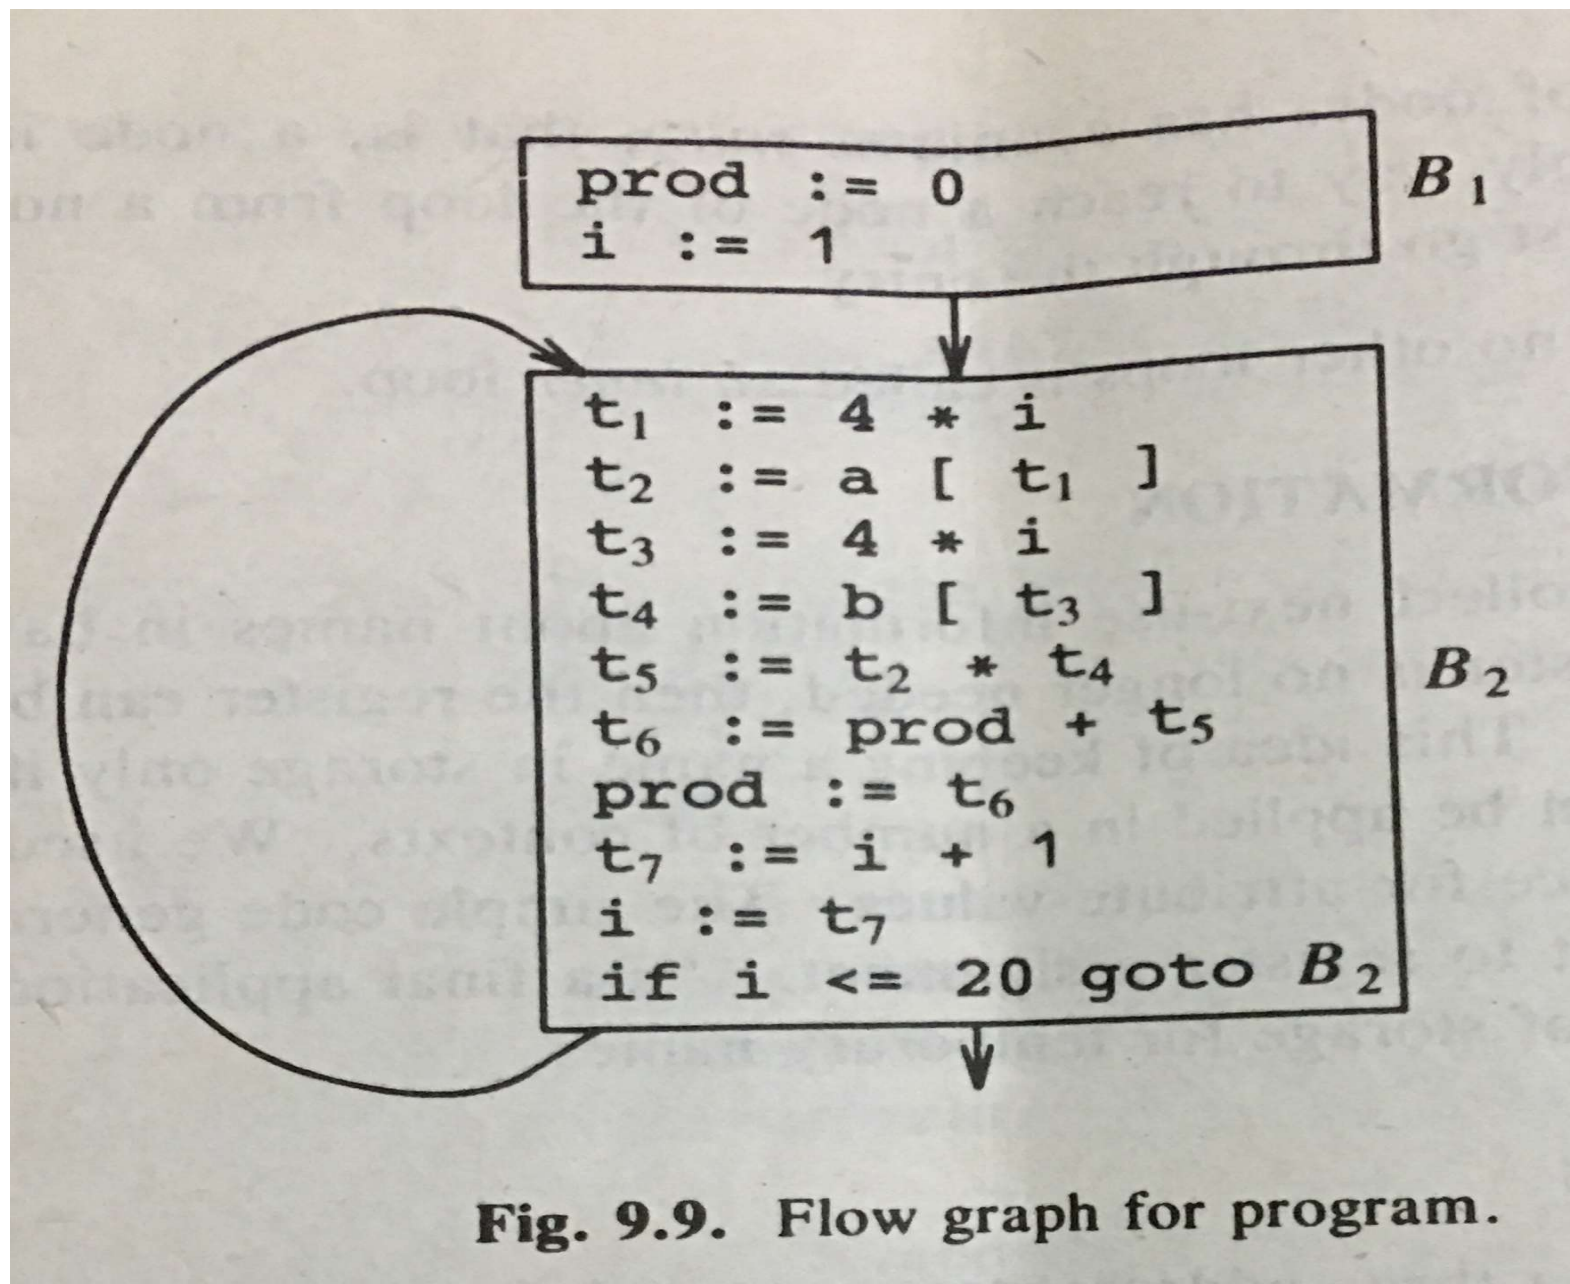 prod := 0
i := 1
B₁
t₁ := 4 * i
t₂ := a [ t₁ ]
t₃ := 4 * i
t₄ := b [ t₃ ]
t₅ := t₂ * t₄
t₆ := prod + t₅
prod := t₆
t₇ := i + 1
i := t₇
if i <= 20 goto B₂
B₂
Fig. 9.9. Flow graph for program.